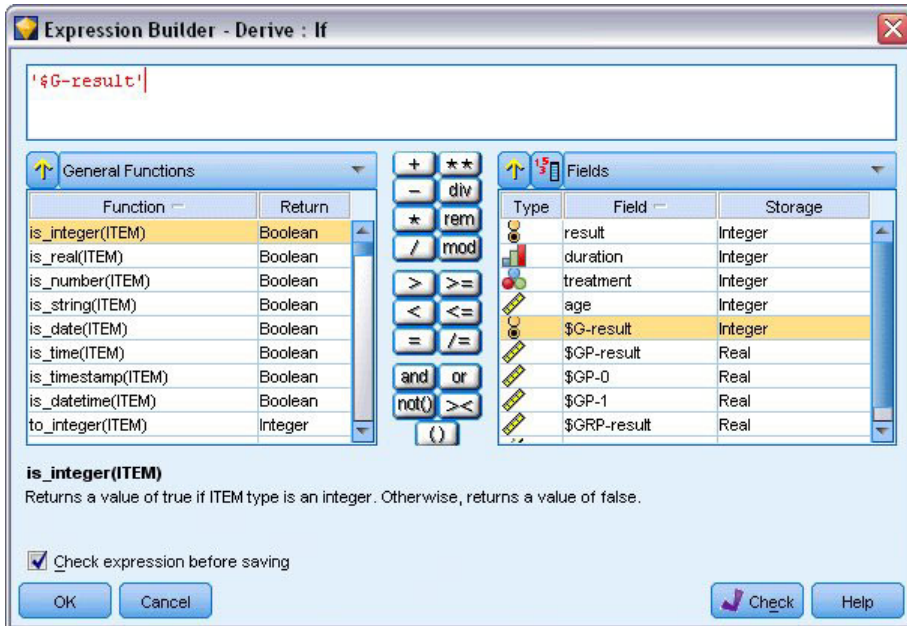 Expression Builder - Derive : If
'$G-result'
General Functions
Function Return
is_integer(ITEM) Boolean
is_real(ITEM) Boolean
is_number(ITEM) Boolean
is_string(ITEM) Boolean
is_date(ITEM) Boolean
is_time(ITEM) Boolean
is_timestamp(ITEM) Boolean
is_datetime(ITEM) Boolean
to_integer(ITEM) Integer
+ **
- div
* rem
/ mod
> >=
< <=
= /=
and or
not() ><
()
Fields
Type Field Storage
result Integer
duration Integer
treatment Integer
age Integer
$G-result Integer
$GP-result Real
$GP-0 Real
$GP-1 Real
$GRP-result Real
is_integer(ITEM)
Returns a value of true if ITEM type is an integer. Otherwise, returns a value of false.
Check expression before saving
OK Cancel Check Help